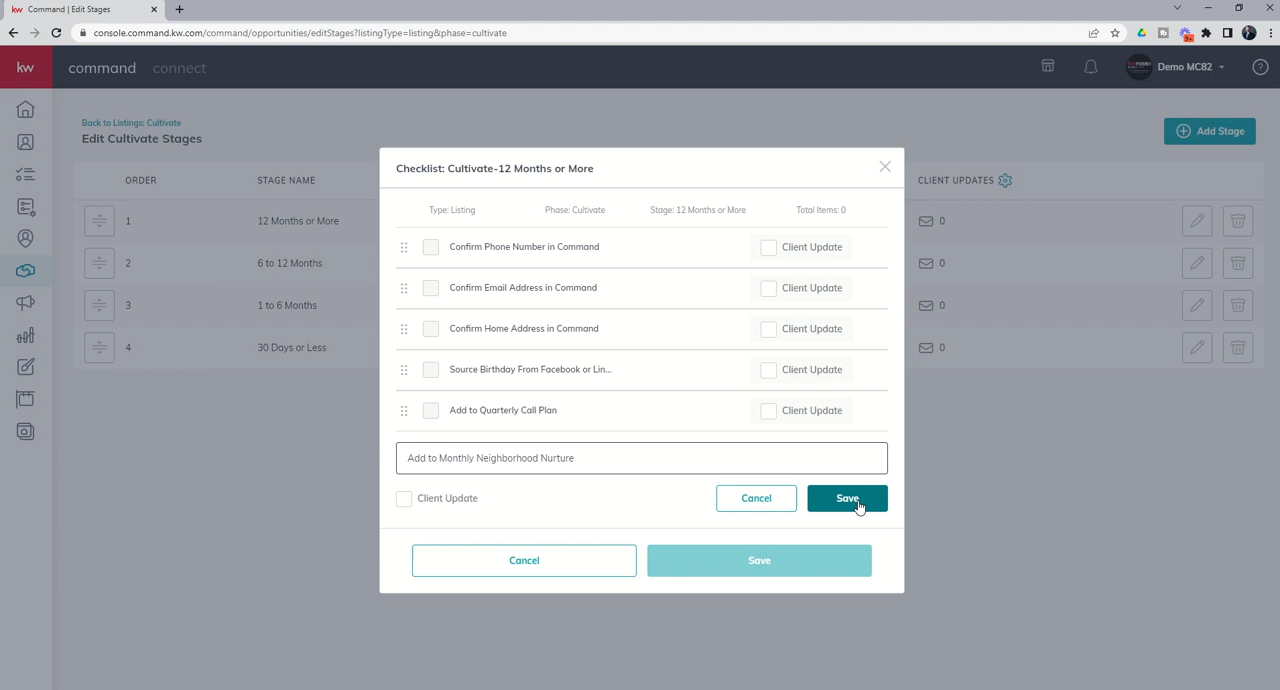 Command | Edit Stages
console.command.kw.com/command/opportunities/editStages?listingType=listing&phase=cultivate
9+
kw
command connect
Demo MC82
Back to Listings: Cultivate
Edit Cultivate Stages
Add Stage
ORDER STAGE NAME CLIENT UPDATES
1 12 Months or More 0
2 6 to 12 Months 0
3 1 to 6 Months 0
4 30 Days or Less 0
Checklist: Cultivate-12 Months or More
Type: Listing Phase: Cultivate Stage: 12 Months or More Total Items: 0
Confirm Phone Number in Command Client Update
Confirm Email Address in Command Client Update
Confirm Home Address in Command Client Update
Source Birthday From Facebook or Lin... Client Update
Add to Quarterly Call Plan Client Update
Add to Monthly Neighborhood Nurture
Client Update Cancel Save
Cancel Save